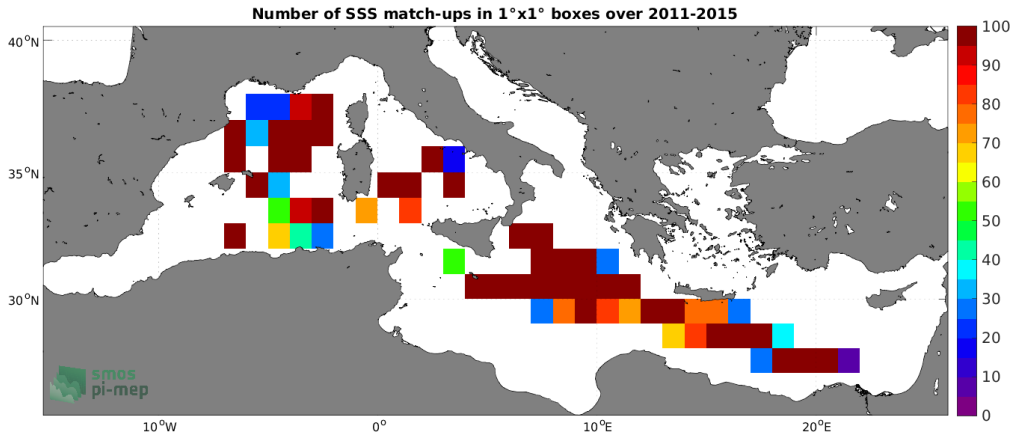 Number of SSS match-ups in 1°x1° boxes over 2011-2015
40°N
35°N
30°N
10°W
0°
10°E
20°E
100
90
80
70
60
50
40
30
20
10
0
smos
pi-mep